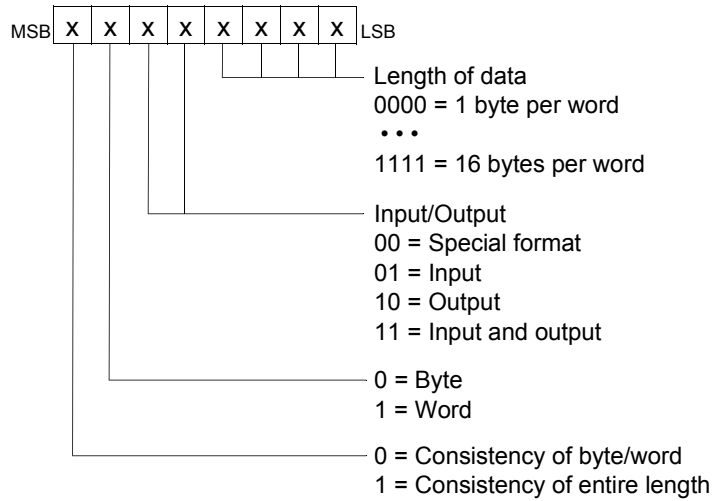 MSB x x x x x x x x LSB
Length of data
0000 = 1 byte per word
• • •
1111 = 16 bytes per word
Input/Output
00 = Special format
01 = Input
10 = Output
11 = Input and output
0 = Byte
1 = Word
0 = Consistency of byte/word
1 = Consistency of entire length